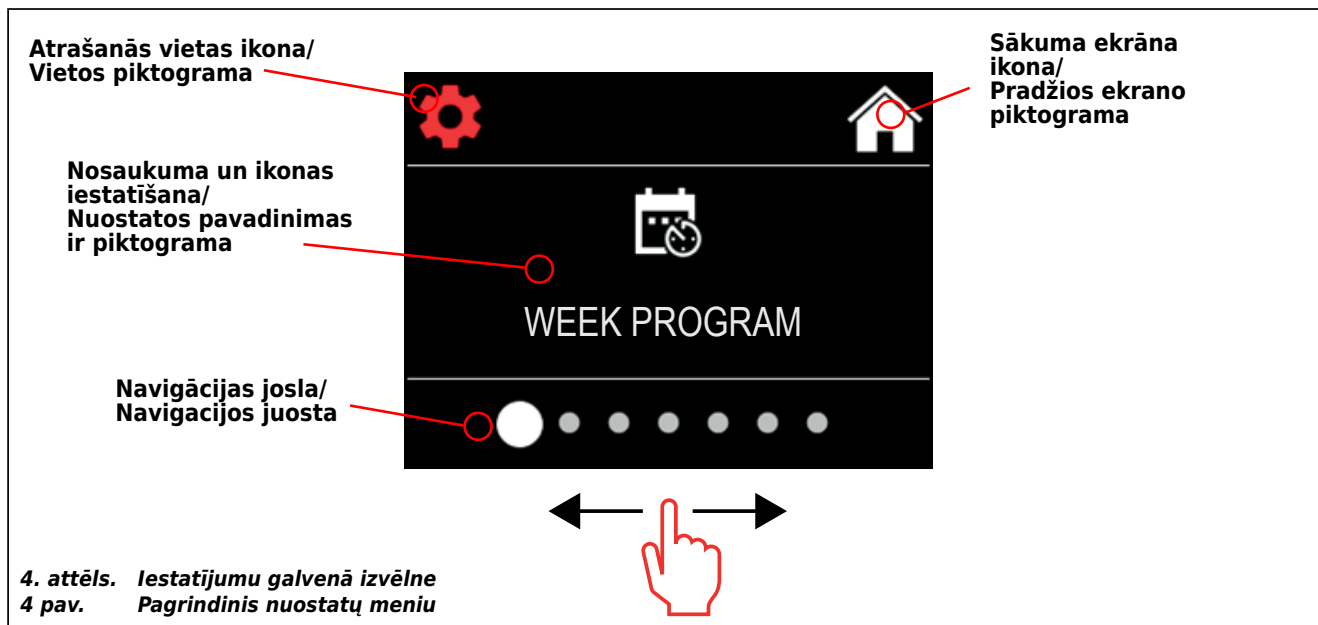 Atrašanās vietas ikona/
Vietos piktograma
Sākuma ekrāna
ikona/
Pradžios ekrano
piktograma
Nosaukuma un ikonas
iestatīšana/
Nuostatos pavadinimas
ir piktograma
WEEK PROGRAM
Navigācijas josla/
Navigacijos juosta
4. attēls. Iestatījumu galvenā izvēlne
4 pav. Pagrindinis nuostatų meniu